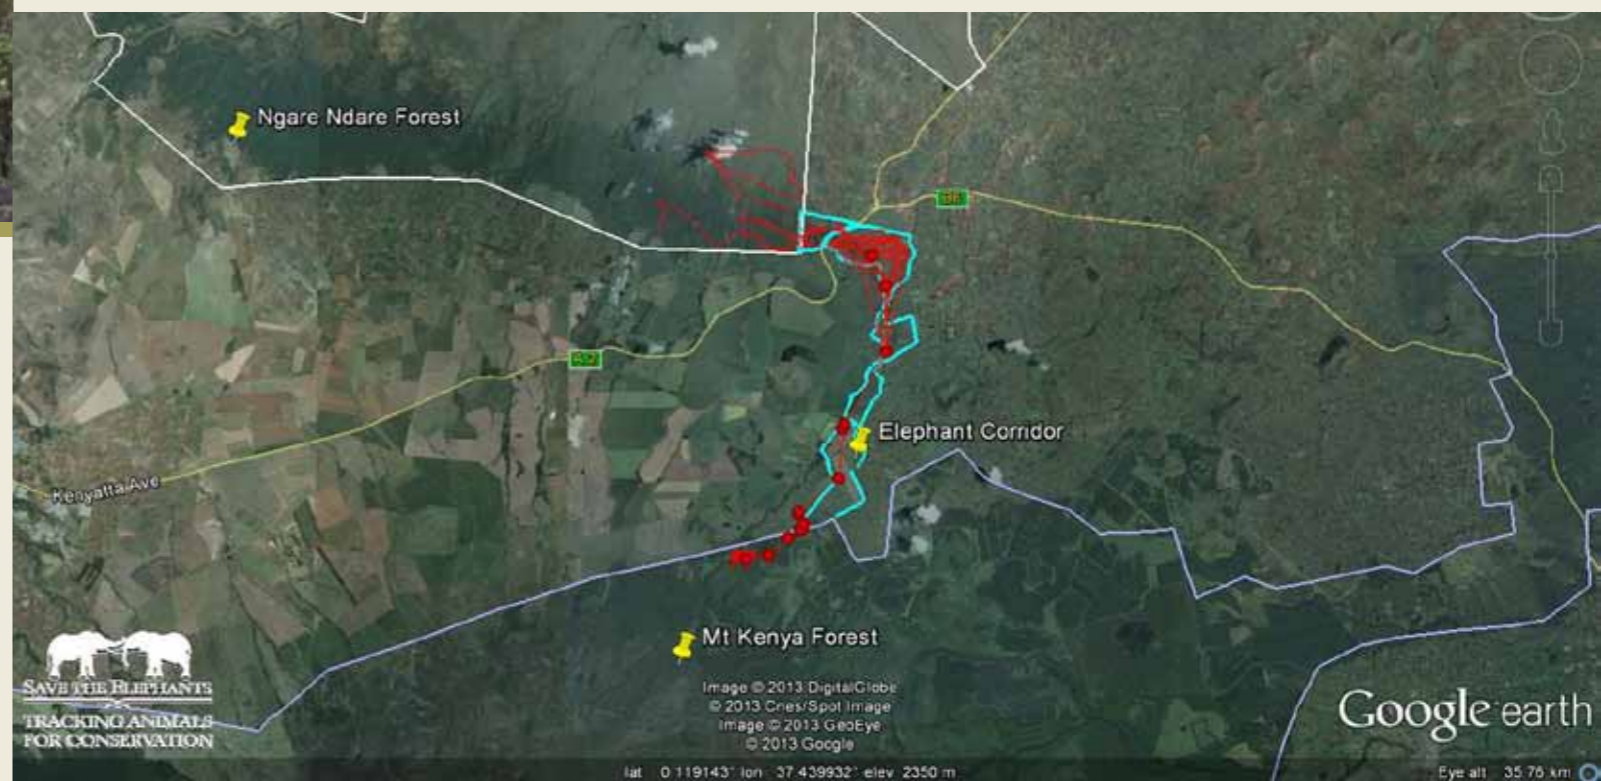 Ngare Ndare Forest
Elephant Corridor
Kenyatta Ave
Mt Kenya Forest
SAVE THE ELEPHANTS
TRACKING ANIMALS
FOR CONSERVATION
Image © 2013 DigitalGlobe
© 2013 Cnes/Spot Image
Image © 2013 GeoEye
© 2013 Google
Google earth
lat 0.119143° lon 37.439932° elev 2350 m
Eye alt 35.76 km